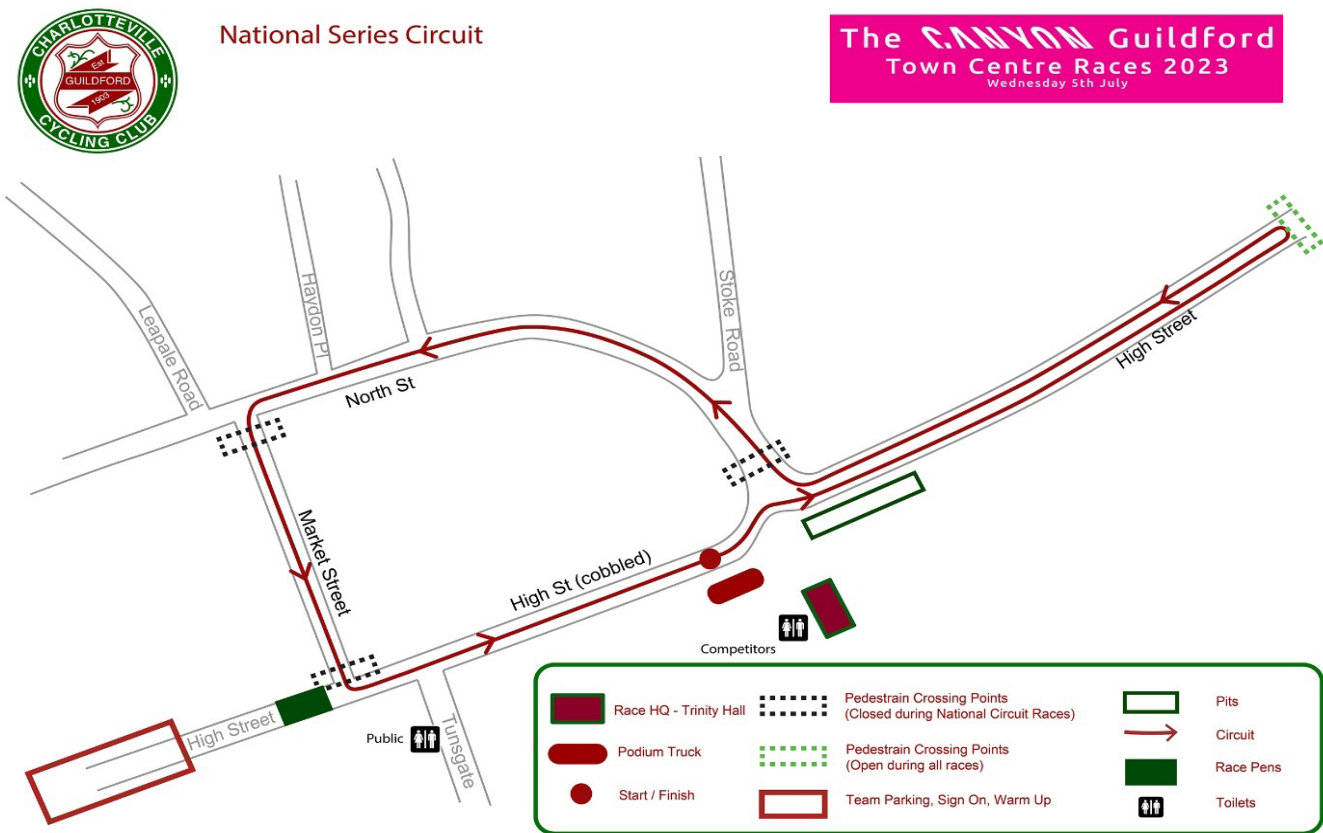 CHARLOTTEVILLE
Est
GUILDFORD
1903
CYCLING CLUB
National Series Circuit
The CANYON Guildford
Town Centre Races 2023
Wednesday 5th July
Leapale Road
Haydon Pl
Stoke Road
High Street
North St
Market Street
High St (cobbled)
Competitors
High Street
Public
Tunsgate
Race HQ - Trinity Hall
Podium Truck
Start / Finish
Pedestrain Crossing Points
(Closed during National Circuit Races)
Pedestrain Crossing Points
(Open during all races)
Team Parking, Sign On, Warm Up
Pits
Circuit
Race Pens
Toilets